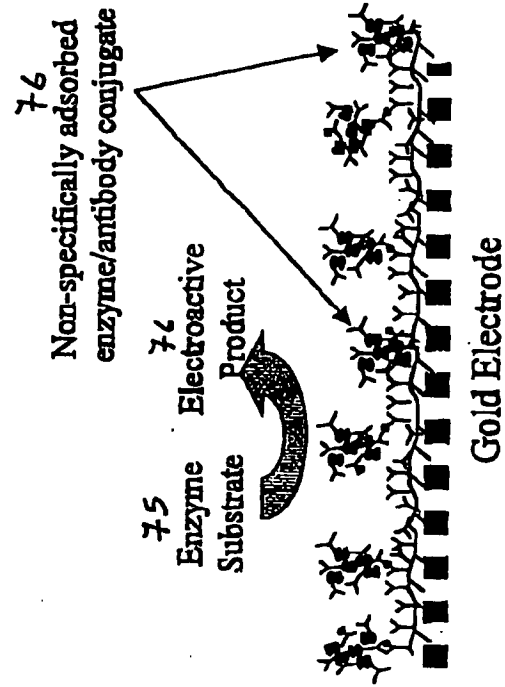 76
Non-specifically adsorbed
enzyme/antibody conjugate
75
Enzyme
Substrate
76
Electroactive
Product
Gold Electrode